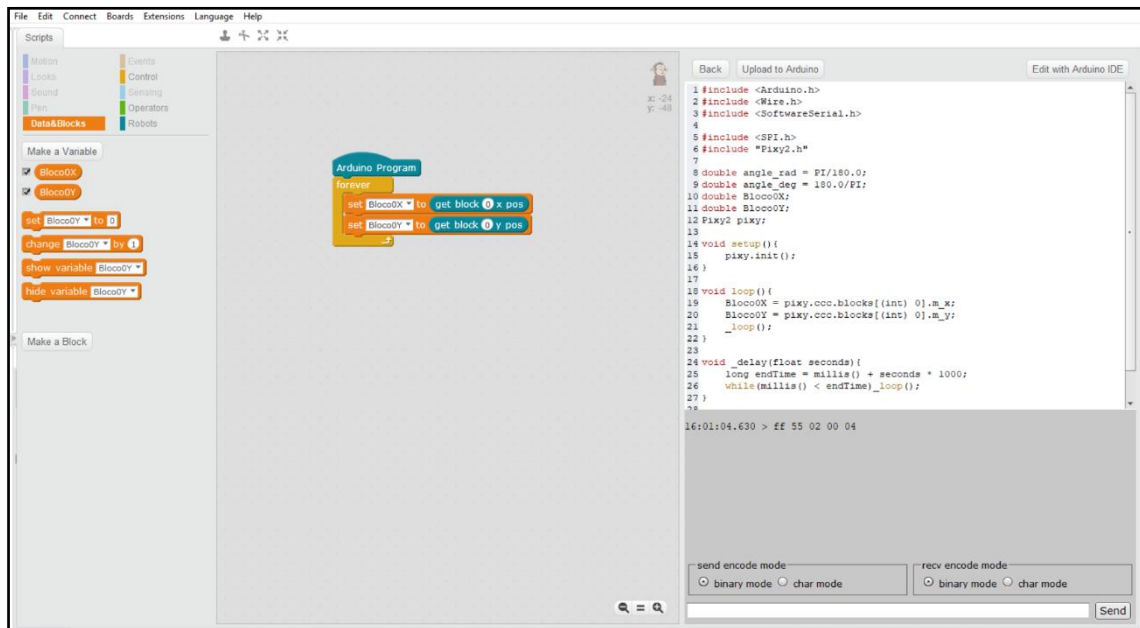 File Edit Connect Boards Extensions Language Help
Scripts
Motion Events
Looks Control
Sound Sensing
Pen Operators
Data&Blocks Robots
Make a Variable
Bloco0X
Bloco0Y
set Bloco0Y to 0
change Bloco0Y by 1
show variable Bloco0Y
hide variable Bloco0Y
Make a Block
x: -24
y: -48
Arduino Program
forever
set Bloco0X to get block 0 x pos
set Bloco0Y to get block 0 y pos
Back Upload to Arduino Edit with Arduino IDE
1 #include <Arduino.h>
2 #include <Wire.h>
3 #include <SoftwareSerial.h>
4
5 #include <SPI.h>
6 #include "Pixy2.h"
7
8 double angle_rad = PI/180.0;
9 double angle_deg = 180.0/PI;
10 double Bloco0X;
11 double Bloco0Y;
12 Pixy2 pixy;
13
14 void setup(){
15 pixy.init();
16 }
17
18 void loop(){
19 Bloco0X = pixy.ccc.blocks[(int) 0].m_x;
20 Bloco0Y = pixy.ccc.blocks[(int) 0].m_y;
21 _loop();
22 }
23
24 void _delay(float seconds){
25 long endTime = millis() + seconds * 1000;
26 while(millis() < endTime)_loop();
27 }
28
16:01:04.630 > ff 55 02 00 04
send encode mode
binary mode char mode
recv encode mode
binary mode char mode
Send